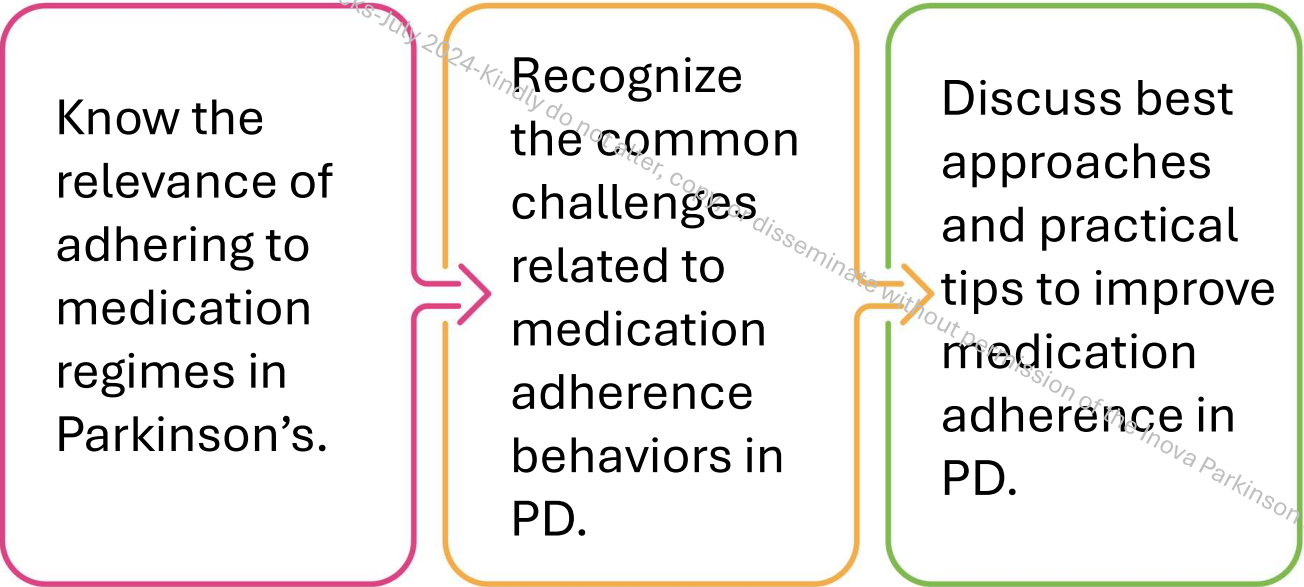 Know the
relevance of
adhering to
medication
regimes in
Parkinson’s.
Recognize
the common
challenges
related to
medication
adherence
behaviors in
PD.
Discuss best
approaches
and practical
tips to improve
medication
adherence in
PD.
-July 2024-Kindly do not alter, copy, or disseminate without permission of the Inova Parkinson